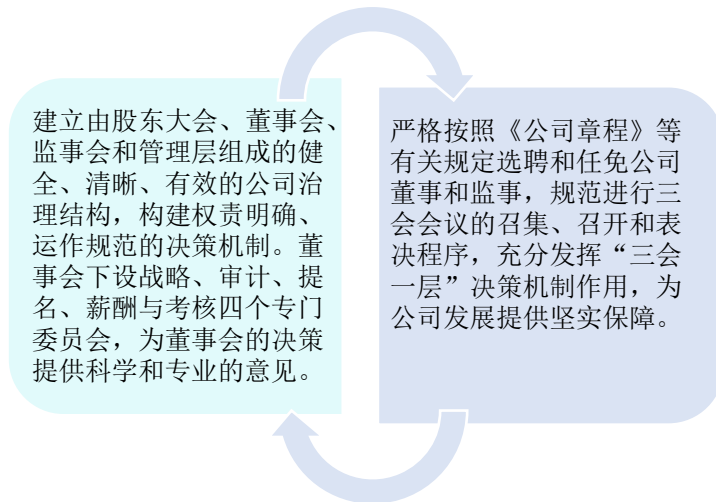 建立由股东大会、董事会、
监事会和管理层组成的健
全、清晰、有效的公司治
理结构，构建权责明确、
运作规范的决策机制。董
事会下设战略、审计、提
名、薪酬与考核四个专门
委员会，为董事会的决策
提供科学和专业的意见。
严格按照《公司章程》等
有关规定选聘和任免公司
董事和监事，规范进行三
会会议的召集、召开和表
决程序，充分发挥“三会
一层”决策机制作用，为
公司发展提供坚实保障。